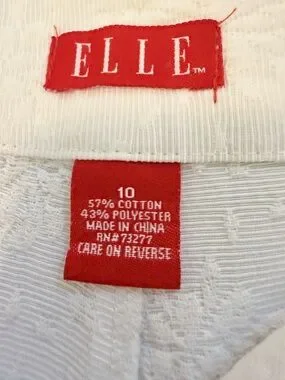 ELLE™
10
57% COTTON
43% POLYESTER
MADE IN CHINA
RN#73277
CARE ON REVERSE